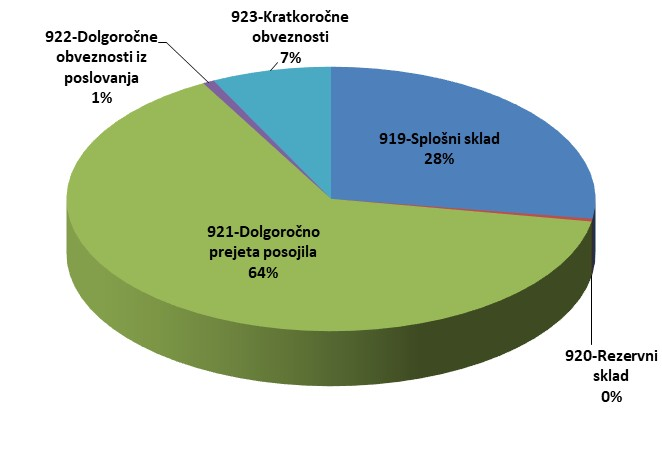 923-Kratkoročne
obveznosti
7%
922-Dolgoročne
obveznosti iz
poslovanja
1%
919-Splošni sklad
28%
921-Dolgoročno
prejeta posojila
64%
920-Rezervni
sklad
0%